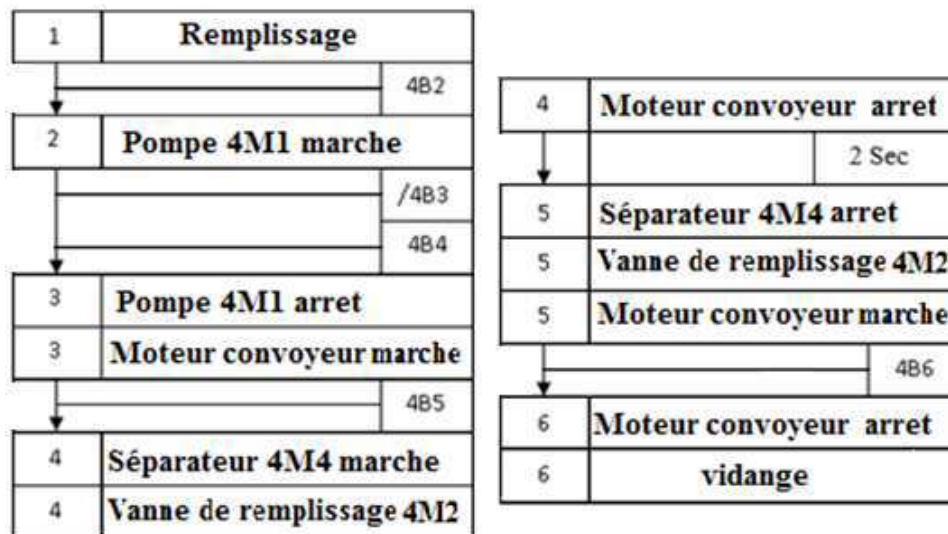 1 Remplissage
4B2
2 Pompe 4M1 marche
/4B3
4B4
3 Pompe 4M1 arret
3 Moteur convoyeur marche
4B5
4 Séparateur 4M4 marche
4 Vanne de remplissage 4M2
4 Moteur convoyeur arret
2 Sec
5 Séparateur 4M4 arret
5 Vanne de remplissage 4M2
5 Moteur convoyeur marche
4B6
6 Moteur convoyeur arret
6 vidange